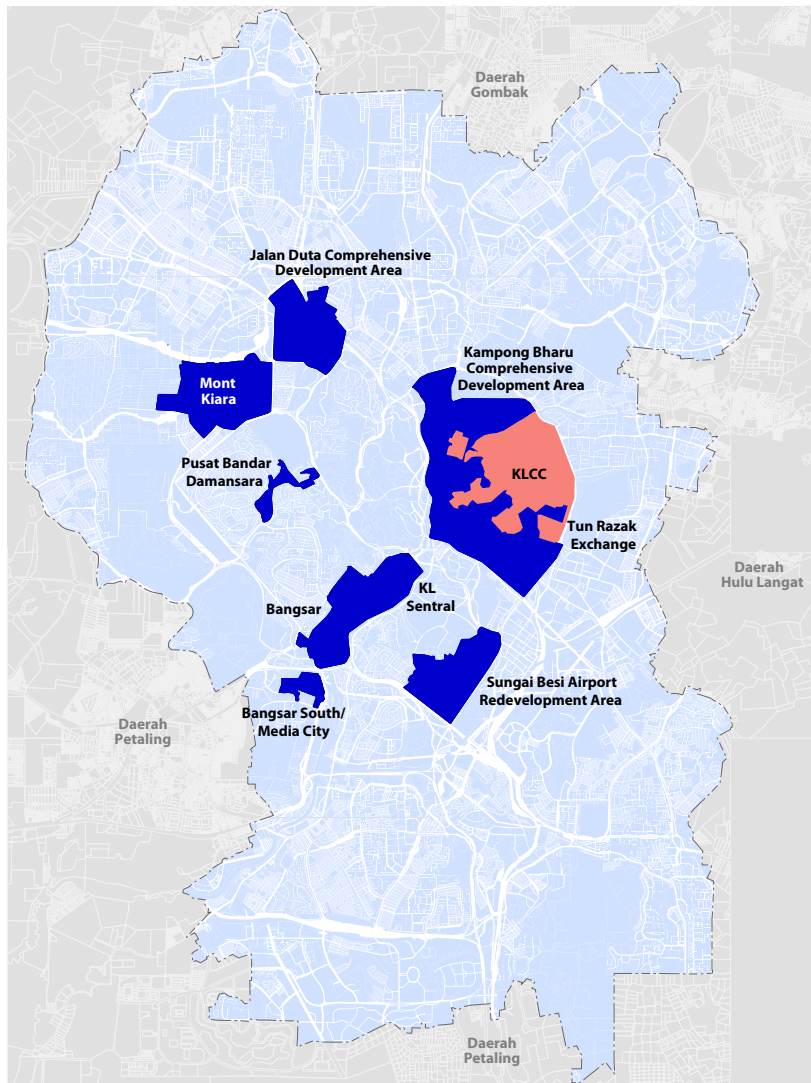 Daerah
Gombak
Jalan Duta Comprehensive
Development Area
Kampong Bharu
Comprehensive
Development Area
Mont
Kiara
Pusat Bandar
Damansara
KLCC
Tun Razak
Exchange
Daerah
Hulu Langat
KL
Sentral
Bangsar
Sungai Besi Airport
Redevelopment Area
Bangsar South/
Media City
Daerah
Petaling
Daerah
Petaling